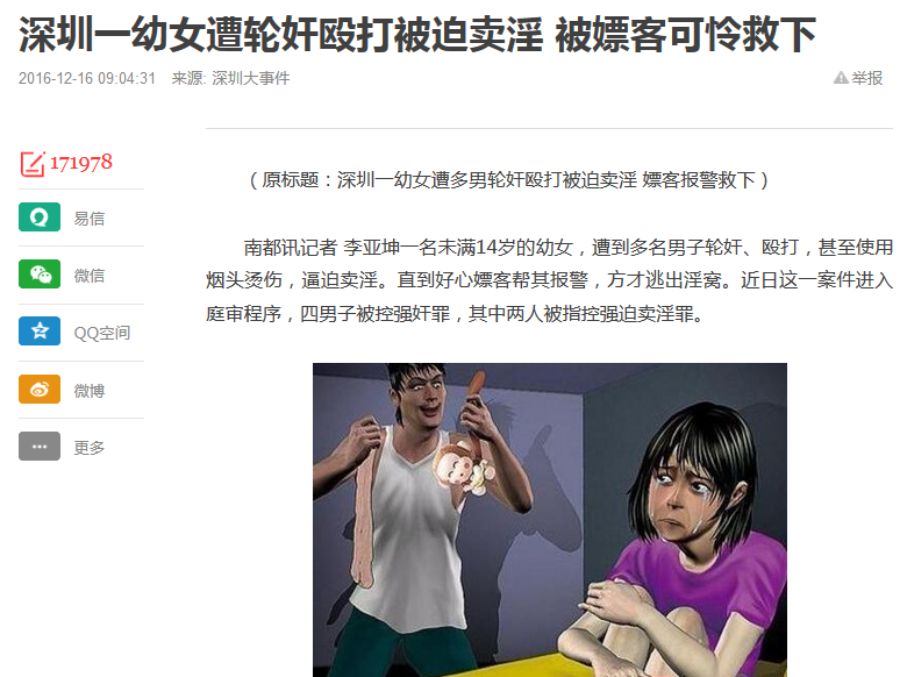 深圳一幼女遭轮奸殴打被迫卖淫 被嫖客可怜救下
2016-12-16 09:04:31 来源: 深圳大事件
举报
171978
易信
微信
QQ空间
微博
更多
（原标题：深圳一幼女遭多男轮奸殴打被迫卖淫 嫖客报警救下）
南都讯记者 李亚坤一名未满14岁的幼女，遭到多名男子轮奸、殴打，甚至使用
烟头烫伤，逼迫卖淫。直到好心嫖客帮其报警，方才逃出淫窝。近日这一案件进入
庭审程序，四男子被控强奸罪，其中两人被指控强迫卖淫罪。